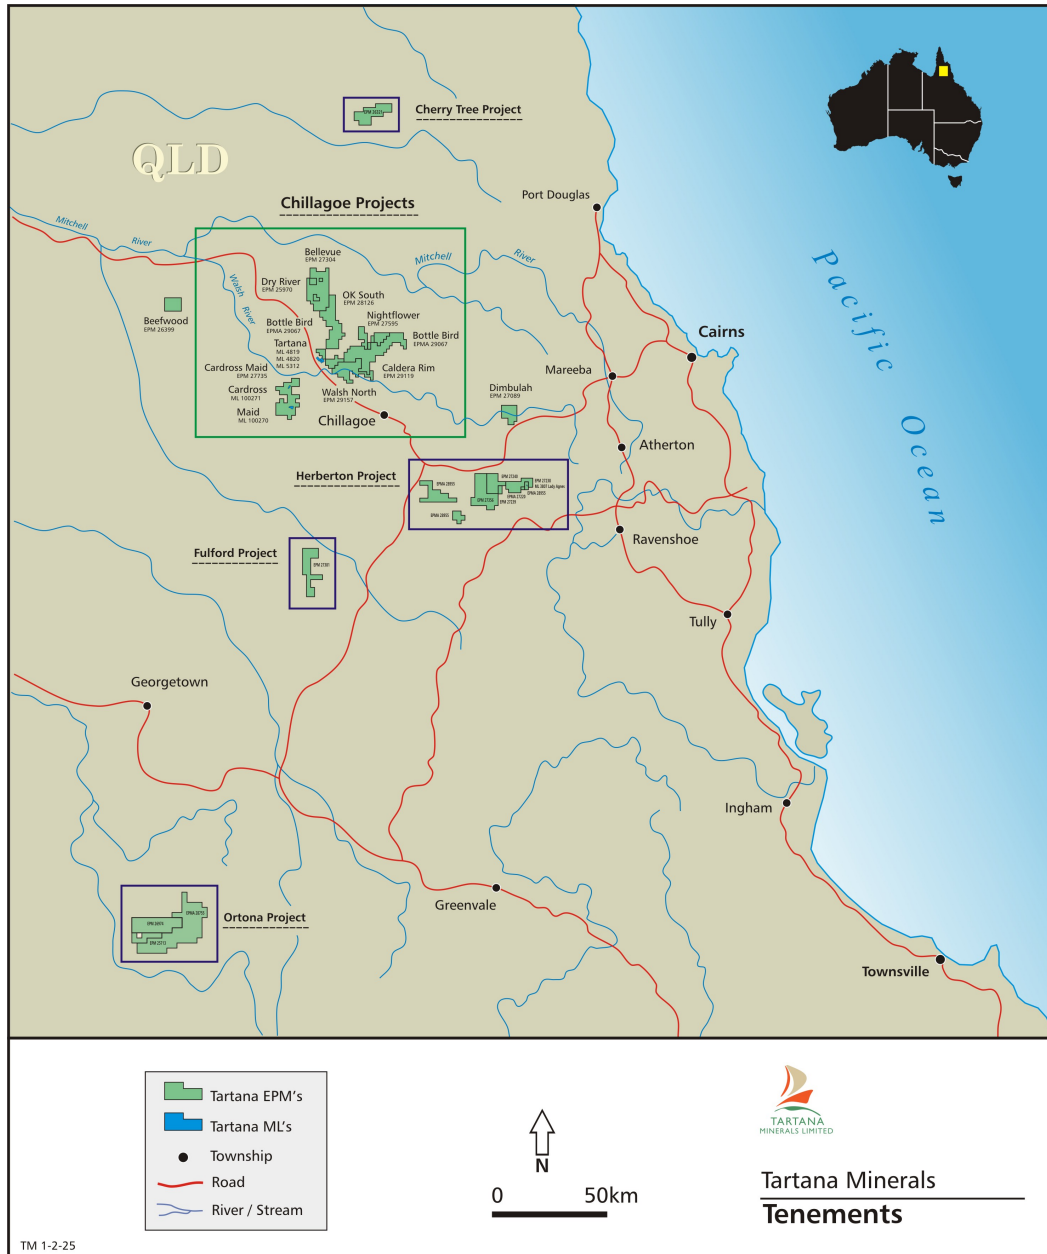 Cherry Tree Project
QLD
Port Douglas
Chillagoe Projects
Mitchell
River
Mitchell
River
Walsh
River
Bellevue
EPM 27304
Dry River
EPM 25970
OK South
EPM 28126
Beefwood
EPM 26399
Bottle Bird
EPMA 29067
Nightflower
EPM 27595
Bottle Bird
EPMA 29067
Tartana
ML 4819
ML 4820
ML 5312
Cardross Maid
EPM 27735
Caldera Rim
EPM 29119
Cardross
ML 100271
Walsh North
EPM 29157
Maid
ML 100270
Chillagoe
Dimbulah
EPM 27089
Mareeba
Cairns
Pacific Ocean
Atherton
Herberton Project
Ravenshoe
Fulford Project
Tully
Georgetown
Ingham
Greenvale
Ortona Project
Townsville
Tartana EPM's
Tartana ML's
Township
Road
River / Stream
N
0 50km
TARTANA
MINERALS LIMITED
Tartana Minerals
Tenements
TM 1-2-25